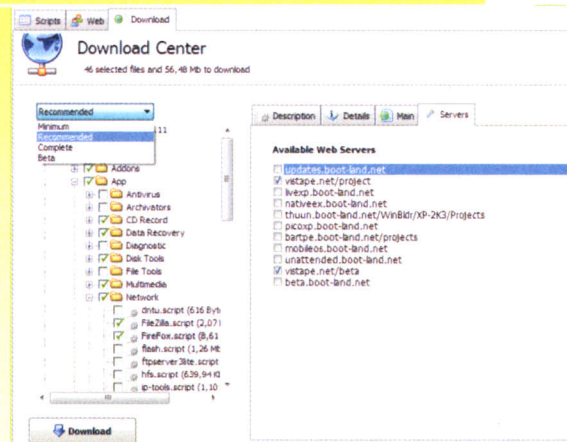 Scripts Web Download
Download Center
46 selected files and 56,48 Mb to download
Recommended
Minimum
Recommended
Complete
Beta
Addons
App
Antivirus
Archivators
CD Record
Data Recovery
Diagnostic
Disk Tools
File Tools
Multimedia
Network
dntu.script (616 Byt
FileZilla.script (2,07 
FireFox.script (8,61
flash.script (1,26 Mb
ftpserver3lite.script
hfs.script (639,94 K
ip-tools.script (1,10
Download
Description Details Main Servers
Available Web Servers
updates.boot-land.net
vistape.net/project
livexp.boot-land.net
nativeex.boot-land.net
thuun.boot-land.net/WinBldr/XP-2K3/Projects
picoxp.boot-land.net
bartpe.boot-land.net/projects
mobileos.boot-land.net
unattended.boot-land.net
vistape.net/beta
beta.boot-land.net